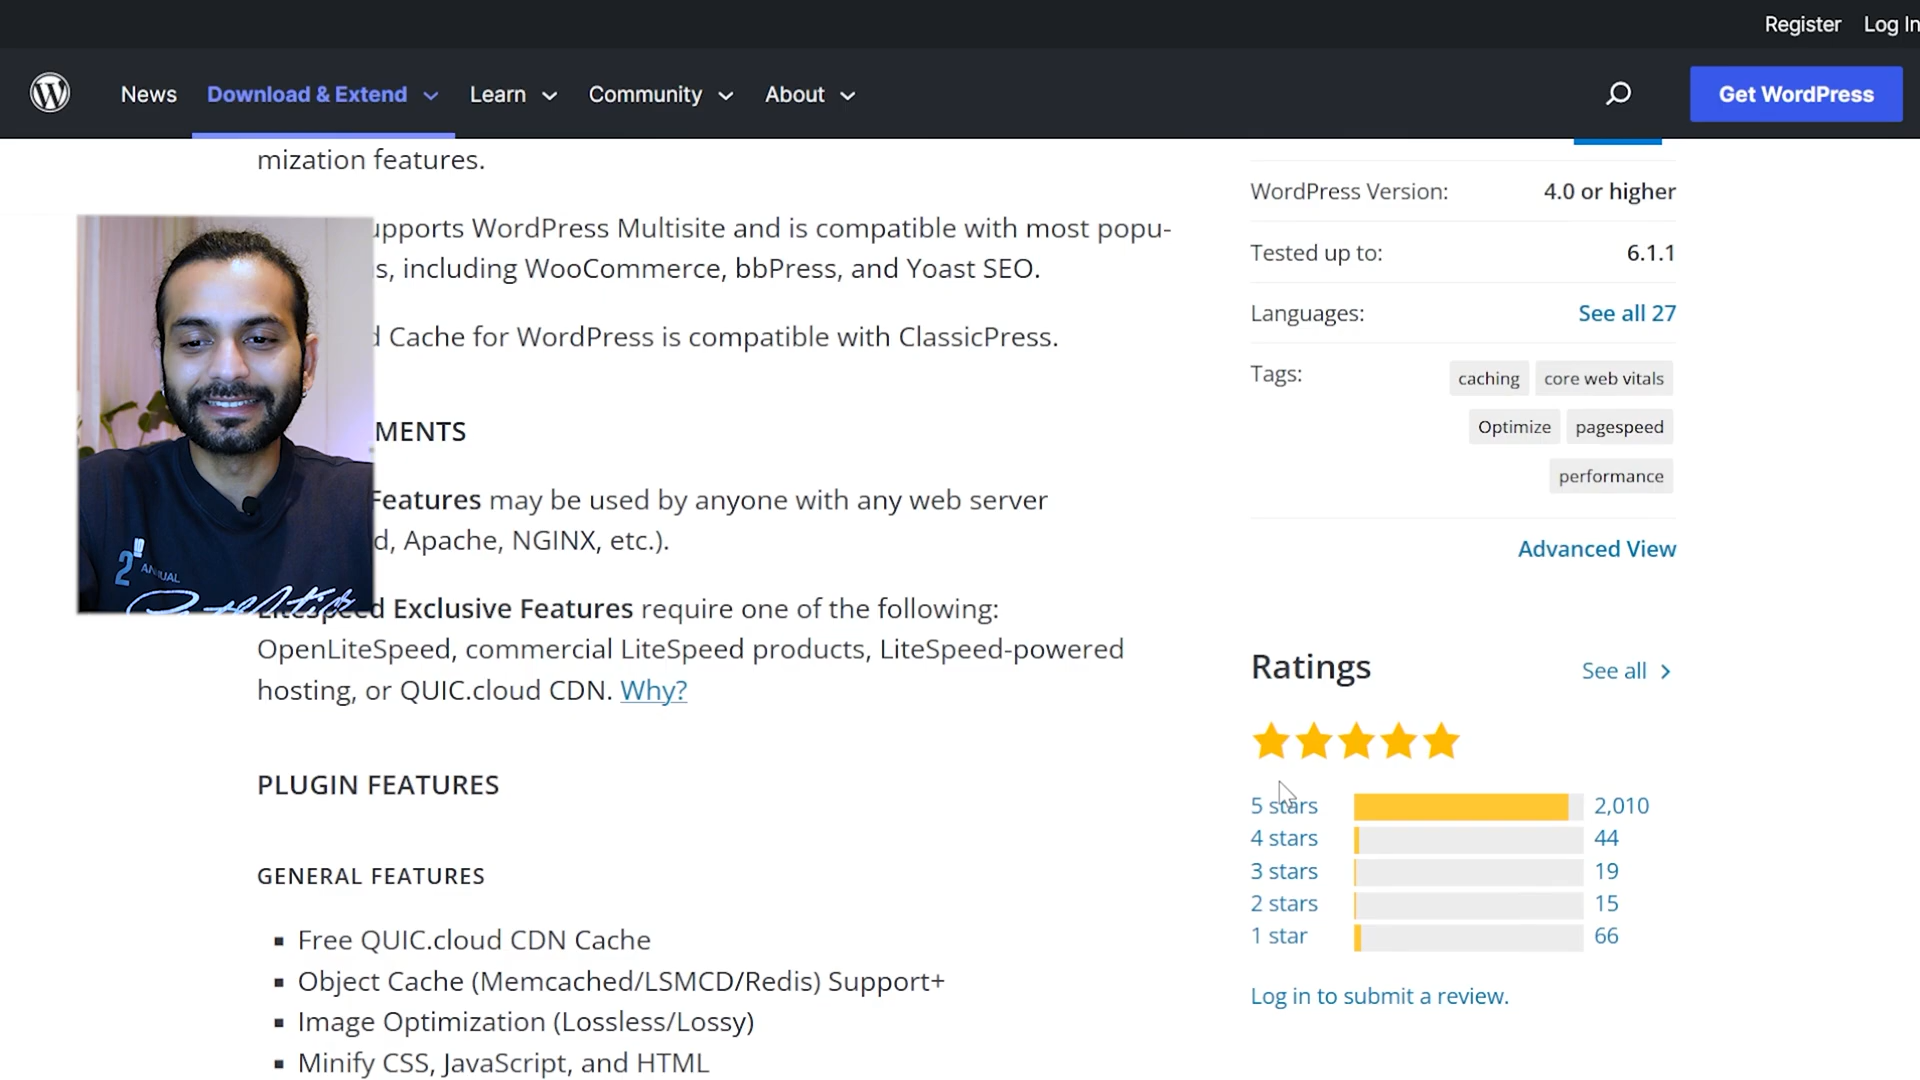 Register Log In
News Download & Extend Learn Community About Get WordPress
mization features.
upports WordPress Multisite and is compatible with most popu-
s, including WooCommerce, bbPress, and Yoast SEO.
d Cache for WordPress is compatible with ClassicPress.
MENTS
Features may be used by anyone with any web server
d, Apache, NGINX, etc.).
LiteSpeed Exclusive Features require one of the following:
OpenLiteSpeed, commercial LiteSpeed products, LiteSpeed-powered
hosting, or QUIC.cloud CDN. Why?
PLUGIN FEATURES
GENERAL FEATURES
▪ Free QUIC.cloud CDN Cache
▪ Object Cache (Memcached/LSMCD/Redis) Support+
▪ Image Optimization (Lossless/Lossy)
▪ Minify CSS, JavaScript, and HTML
2nd
ANNUAL
WordPress Version: 4.0 or higher
Tested up to: 6.1.1
Languages: See all 27
Tags: caching core web vitals
Optimize pagespeed
performance
Advanced View
Ratings See all
5 stars 2,010
4 stars 44
3 stars 19
2 stars 15
1 star 66
Log in to submit a review.